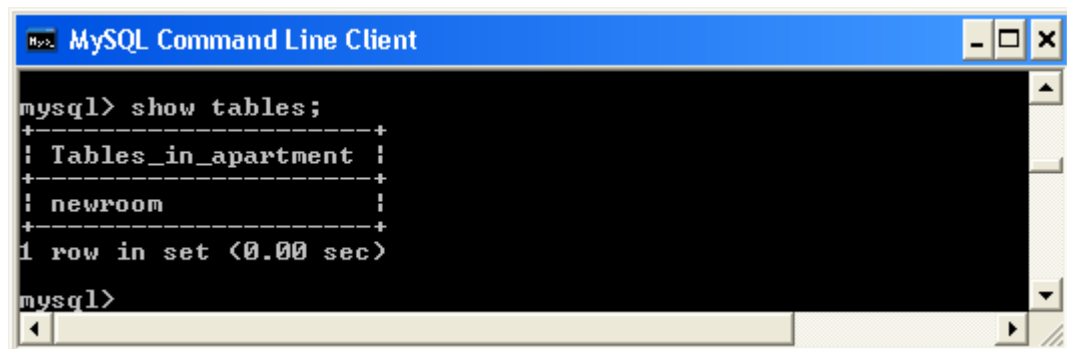 MySQL Command Line Client
mysql> show tables;
+---------------------+
| Tables_in_apartment |
+---------------------+
| newroom             |
+---------------------+
1 row in set (0.00 sec)
mysql>